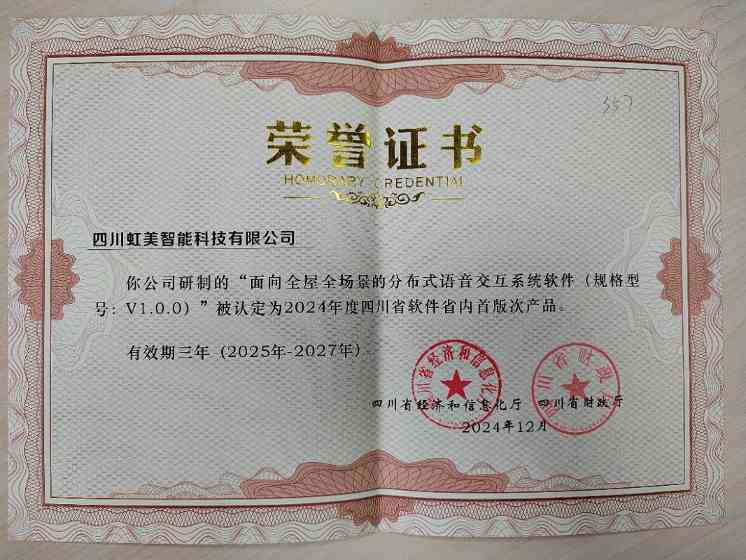 357
荣誉证书
HOMORARY CREDENTIAL
四川虹美智能科技有限公司
你公司研制的“面向全屋全场景的分布式语音交互系统软件（规格型
号：V1.0.0）”被认定为2024年度四川省软件省内首版次产品。
有效期三年（2025年-2027年）
四川省经济和信息化厅 四川省财政厅
2024年12月
四川省经济和信息化厅
四川省财政厅